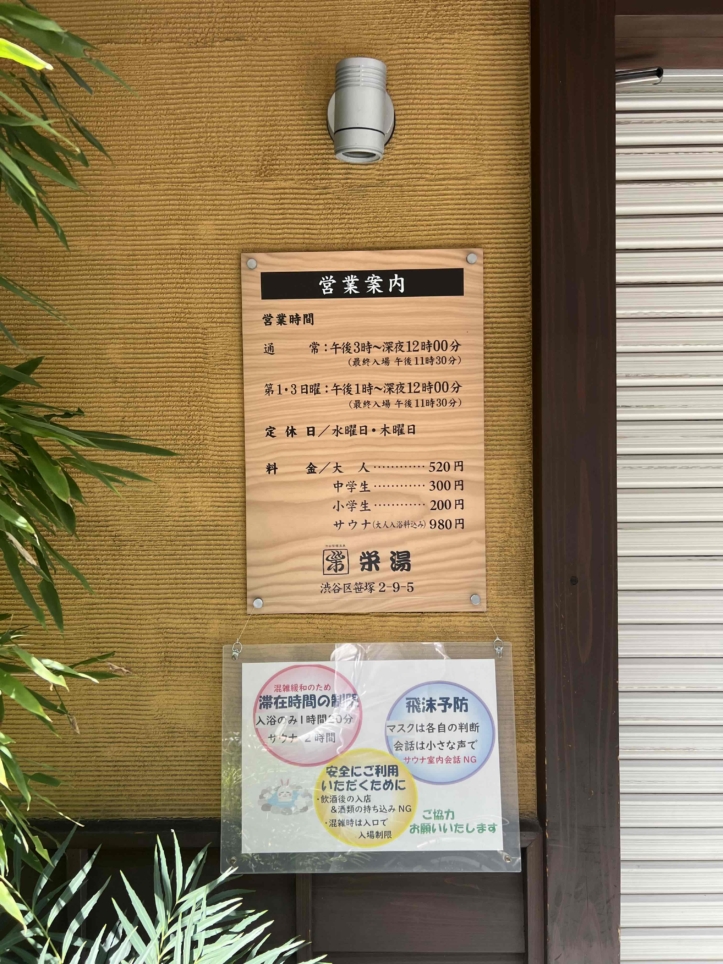 営業案内
営業時間
通 常：午後3時〜深夜12時00分
（最終入場 午後11時30分）
第1・3日曜：午後1時〜深夜12時00分
（最終入場 午後11時30分）
定休日／水曜日・木曜日
料 金／大 人…………520円
中学生…………300円
小学生…………200円
サウナ（大人入浴料込み）980円
栄湯
渋谷区笹塚2-9-5
混雑緩和のため
滞在時間の制限
入浴のみ1時間20分
サウナ 2時間
飛沫予防
マスクは各自の判断
会話は小さな声で
サウナ室内会話NG
安全にご利用
いただくために
・飲酒後の入店
&酒類の持ち込みNG
・混雑時は入口で
入場制限
ご協力
お願いいたします